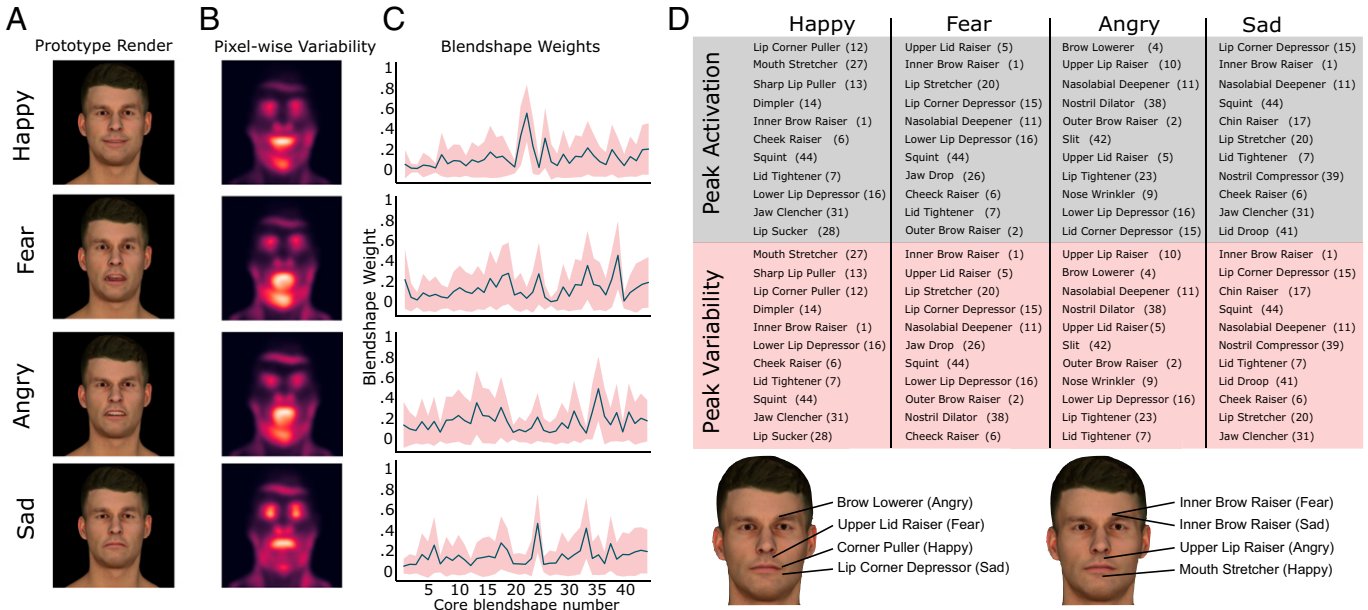 A
Prototype Render
Happy
Fear
Angry
Sad
B
Pixel-wise Variability
C
Blendshape Weights
Blendshape Weight
1
.8
.6
.4
.2
0
1
.8
.6
.4
.2
0
1
.8
.6
.4
.2
0
1
.8
.6
.4
.2
0
5 10 15 20 25 30 35 40
Core blendshape number
D
Happy Fear Angry Sad
Peak Activation
Lip Corner Puller (12) Upper Lid Raiser (5) Brow Lowerer (4) Lip Corner Depressor (15)
Mouth Stretcher (27) Inner Brow Raiser (1) Upper Lip Raiser (10) Inner Brow Raiser (1)
Sharp Lip Puller (13) Lip Stretcher (20) Nasolabial Deepener (11) Nasolabial Deepener (11)
Dimpler (14) Lip Corner Depressor (15) Nostril Dilator (38) Squint (44)
Inner Brow Raiser (1) Nasolabial Deepener (11) Outer Brow Raiser (2) Chin Raiser (17)
Cheek Raiser (6) Lower Lip Depressor (16) Slit (42) Lip Stretcher (20)
Squint (44) Squint (44) Upper Lid Raiser (5) Lid Tightener (7)
Lid Tightener (7) Jaw Drop (26) Lip Tightener (23) Nostril Compressor (39)
Lower Lip Depressor (16) Cheeck Raiser (6) Nose Wrinkler (9) Cheek Raiser (6)
Jaw Clencher (31) Lid Tightener (7) Lower Lip Depressor (16) Jaw Clencher (31)
Lip Sucker (28) Outer Brow Raiser (2) Lid Corner Depressor (15) Lid Droop (41)
Peak Variability
Mouth Stretcher (27) Inner Brow Raiser (1) Upper Lip Raiser (10) Inner Brow Raiser (1)
Sharp Lip Puller (13) Upper Lid Raiser (5) Brow Lowerer (4) Lip Corner Depressor (15)
Lip Corner Puller (12) Lip Stretcher (20) Nasolabial Deepener (11) Chin Raiser (17)
Dimpler (14) Lip Corner Depressor (15) Nostril Dilator (38) Squint (44)
Inner Brow Raiser (1) Nasolabial Deepener (11) Upper Lid Raiser(5) Nasolabial Deepener (11)
Lower Lip Depressor (16) Jaw Drop (26) Slit (42) Nostril Compressor (39)
Cheek Raiser (6) Squint (44) Outer Brow Raiser (2) Lid Tightener (7)
Lid Tightener (7) Lower Lip Depressor (16) Nose Wrinkler (9) Lid Droop (41)
Squint (44) Outer Brow Raiser (2) Lower Lip Depressor (16) Cheek Raiser (6)
Jaw Clencher (31) Nostril Dilator (38) Lip Tightener (23) Lip Stretcher (20)
Lip Sucker (28) Cheeck Raiser (6) Lid Tightener (7) Jaw Clencher (31)
Brow Lowerer (Angry)
Upper Lid Raiser (Fear)
Corner Puller (Happy)
Lip Corner Depressor (Sad)
Inner Brow Raiser (Fear)
Inner Brow Raiser (Sad)
Upper Lip Raiser (Angry)
Mouth Stretcher (Happy)